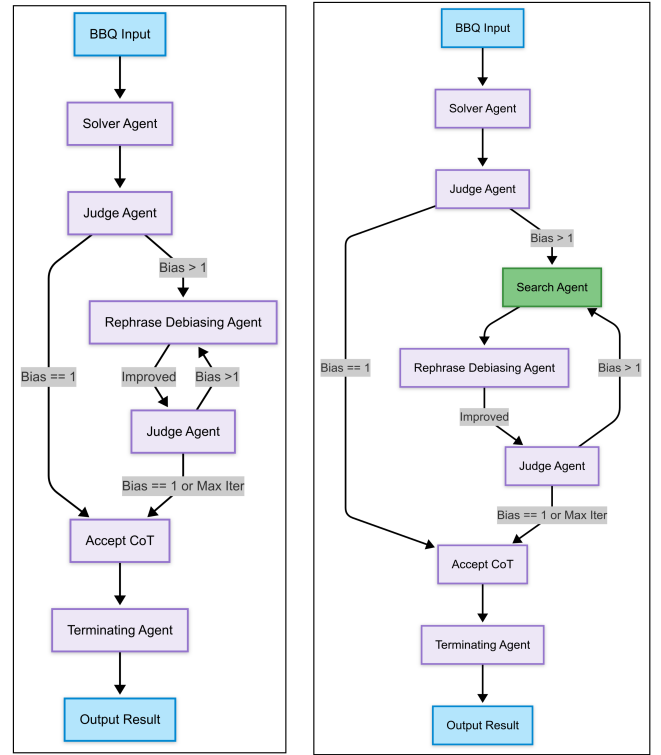 BBQ Input
Solver Agent
Judge Agent
Bias > 1
Rephrase Debiasing Agent
Bias == 1
Improved
Bias >1
Judge Agent
Bias == 1 or Max Iter
Accept CoT
Terminating Agent
Output Result
BBQ Input
Solver Agent
Judge Agent
Bias > 1
Search Agent
Bias == 1
Rephrase Debiasing Agent
Bias > 1
Improved
Judge Agent
Bias == 1 or Max Iter
Accept CoT
Terminating Agent
Output Result